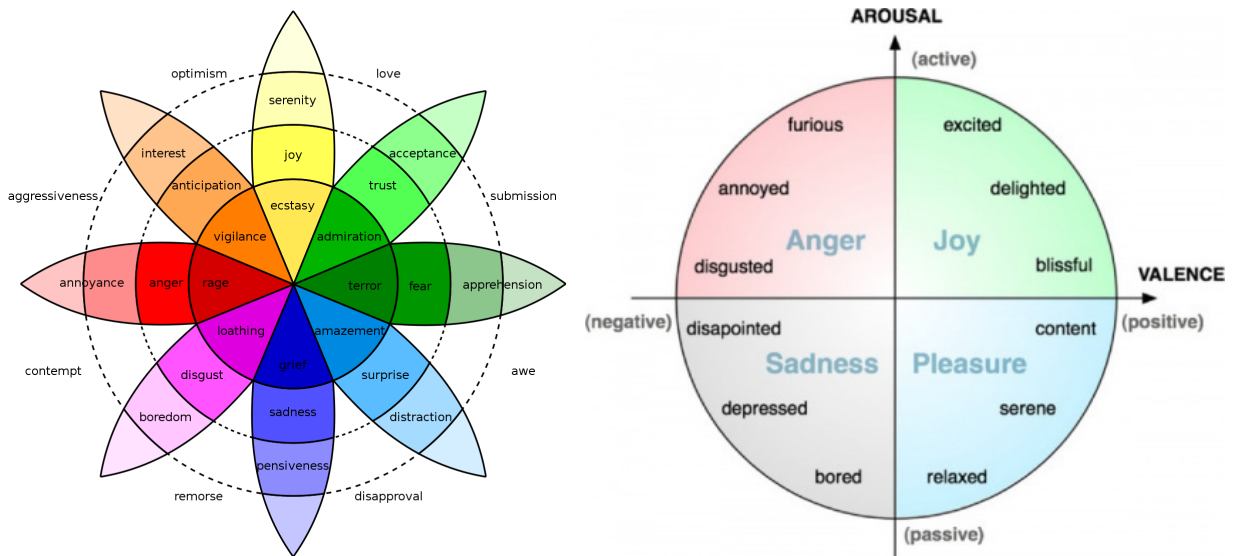 optimism
love
serenity
interest
acceptance
joy
anticipation
trust
aggressiveness
submission
ecstasy
vigilance
admiration
annoyance
anger
rage
terror
fear
apprehension
loathing
amazement
contempt
grief
awe
disgust
surprise
boredom
sadness
distraction
pensiveness
remorse
disapproval
AROUSAL
(active)
furious
excited
annoyed
delighted
Anger
Joy
disgusted
blissful
VALENCE
(negative)
(positive)
disapointed
content
Sadness
Pleasure
depressed
serene
bored
relaxed
(passive)